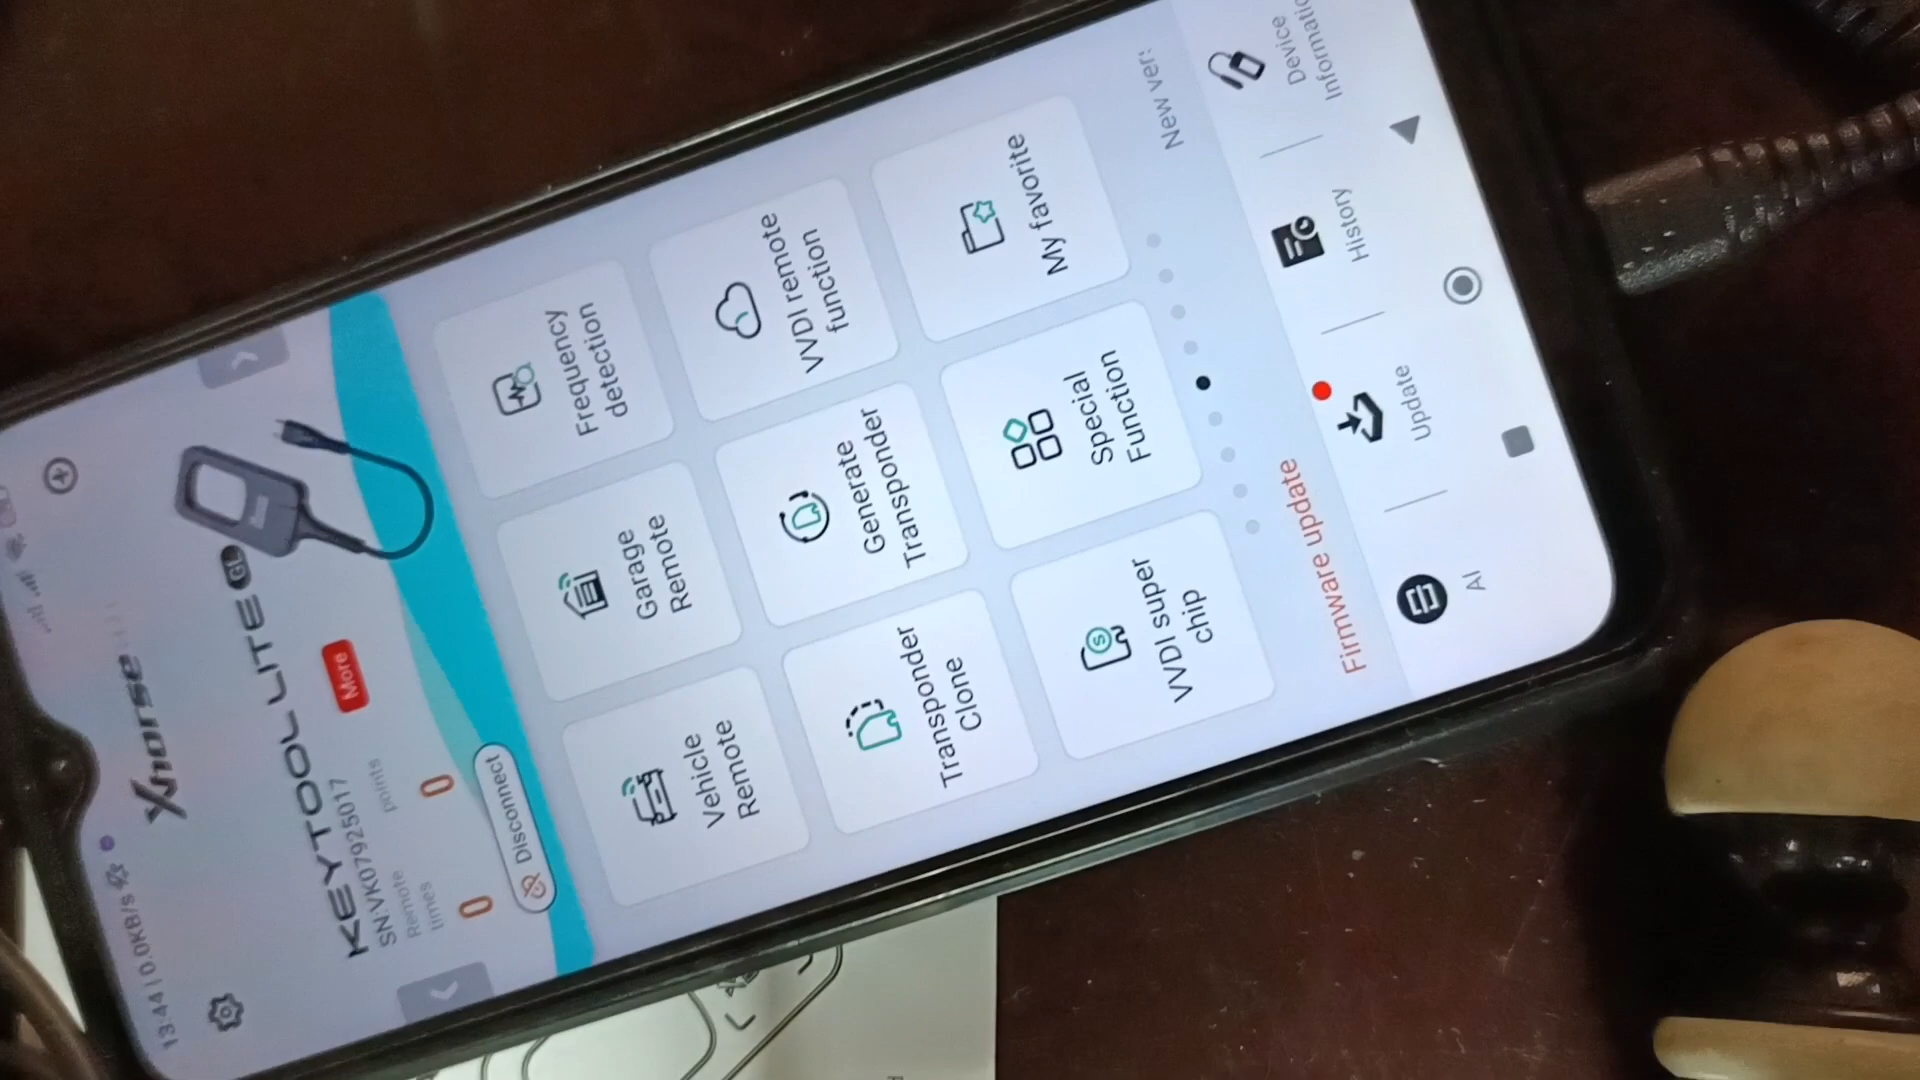 13:44 | 0.0KB/s
Xhorse
KEYTOOL LITE GL
SN:VK07925017
More
Remote
times
points
0
0
Disconnect
Vehicle
Remote
Garage
Remote
Frequency
detection
Transponder
Clone
Generate
Transponder
VVDI remote
function
VVDI super
chip
S
Special
Function
My favorite
Firmware update
New ver:
AI
Update
History
Device
Informatio